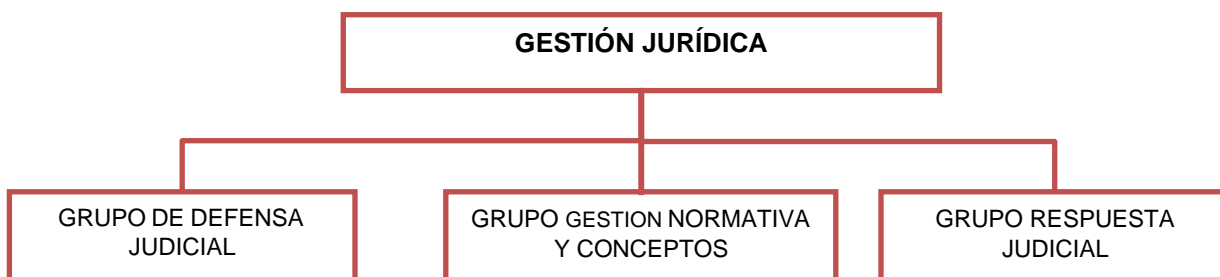 GESTIÓN JURÍDICA
GRUPO DE DEFENSA
JUDICIAL
GRUPO GESTION NORMATIVA
Y CONCEPTOS
GRUPO RESPUESTA
JUDICIAL